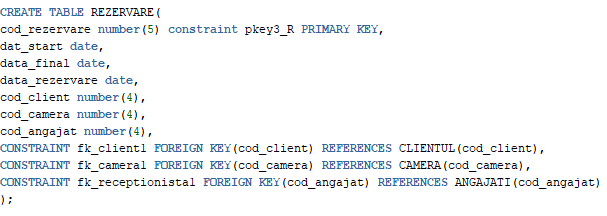 CREATE TABLE REZERVARE(
cod_rezervare number(5) constraint pkey3_R PRIMARY KEY,
dat_start date,
data_final date,
data_rezervare date,
cod_client number(4),
cod_camera number(4),
cod_angajat number(4),
CONSTRAINT fk_client1 FOREIGN KEY(cod_client) REFERENCES CLIENTUL(cod_client),
CONSTRAINT fk_camera1 FOREIGN KEY(cod_camera) REFERENCES CAMERA(cod_camera),
CONSTRAINT fk_receptionista1 FOREIGN KEY(cod_angajat) REFERENCES ANGAJATI(cod_angajat)
);